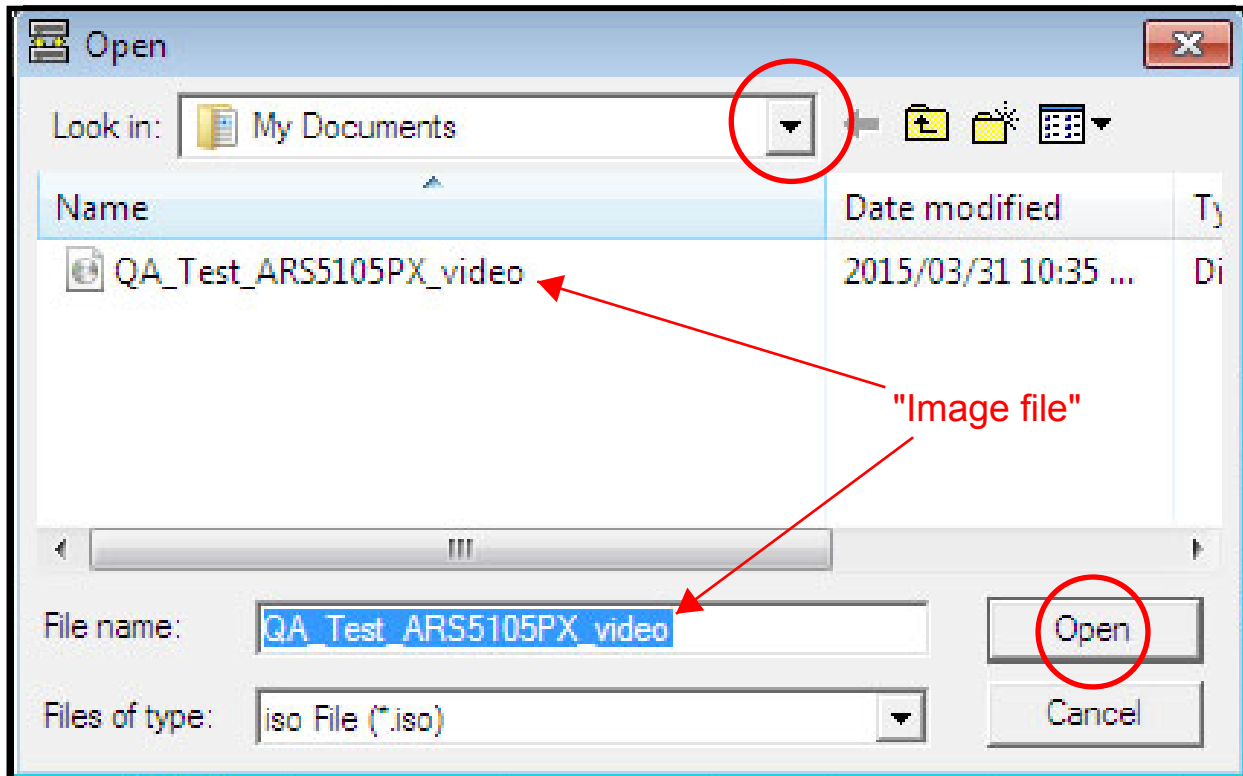 Open
Look in: My Documents
Name Date modified Ty
QA_Test_ARS5105PX_video 2015/03/31 10:35 ... Di
"Image file"
File name: QA_Test_ARS5105PX_video Open
Files of type: iso File (*.iso) Cancel